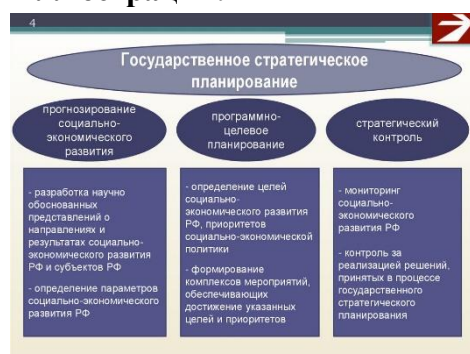 4
Государственное стратегическое
планирование
прогнозирование
социально-
экономического
развития
программно-
целевое
планирование
стратегический
контроль
- разработка научно
обоснованных
представлений о
направлениях и
результатах социально-
экономического развития
РФ и субъектов РФ
- определение параметров
социально-экономического
развития РФ
- определение целей
социально-
экономического развития
РФ, приоритетов
социально-экономической
политики
- формирование
комплексов мероприятий,
обеспечивающих
достижение указанных
целей и приоритетов
- мониторинг
социально-
экономического
развития РФ
- контроль за
реализацией решений,
принятых в процессе
государственного
стратегического
планирования